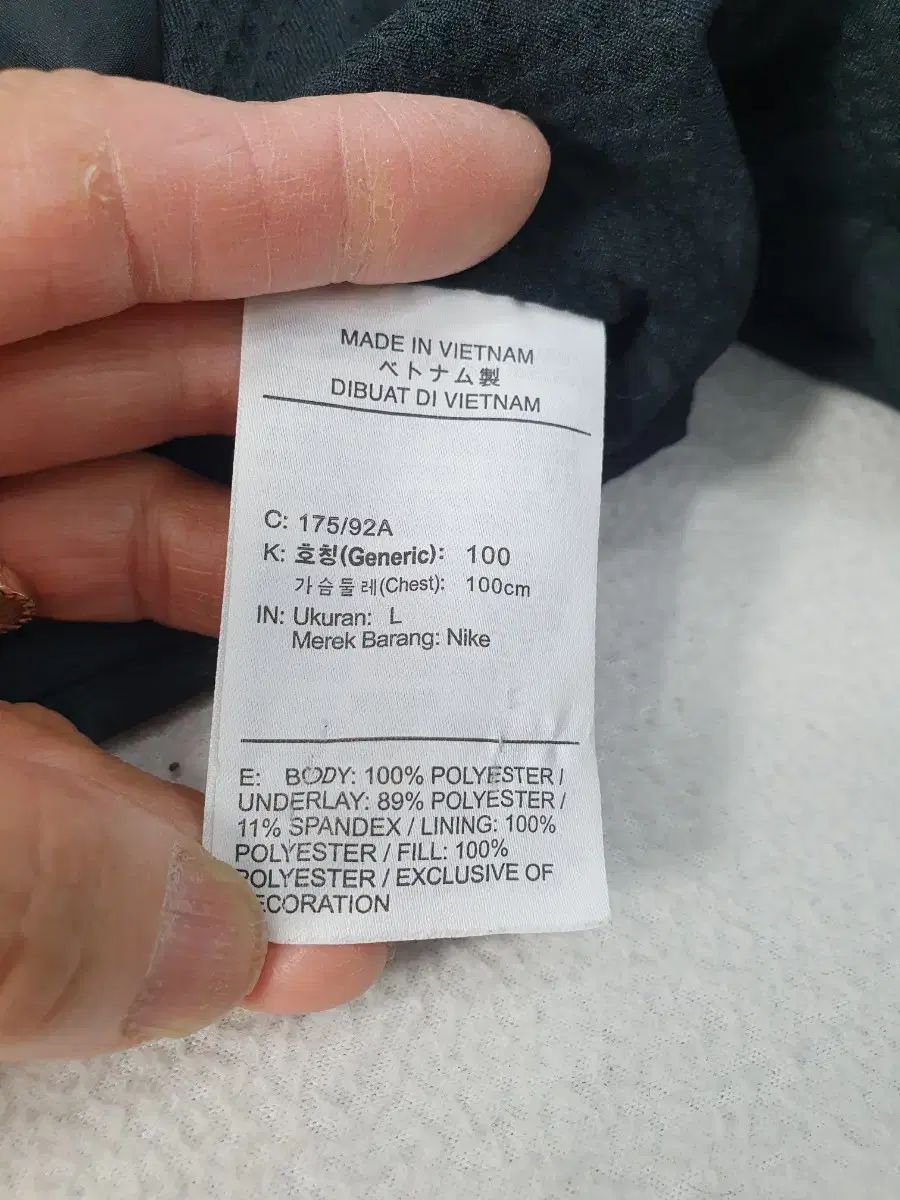 MADE IN VIETNAM
ベトナム製
DIBUAT DI VIETNAM
C: 175/92A
K: 호칭(Generic): 100
가슴둘레(Chest): 100cm
IN: Ukuran: L
Merek Barang: Nike
E: BODY: 100% POLYESTER /
UNDERLAY: 89% POLYESTER /
11% SPANDEX / LINING: 100%
POLYESTER / FILL: 100%
POLYESTER / EXCLUSIVE OF
ECORATION